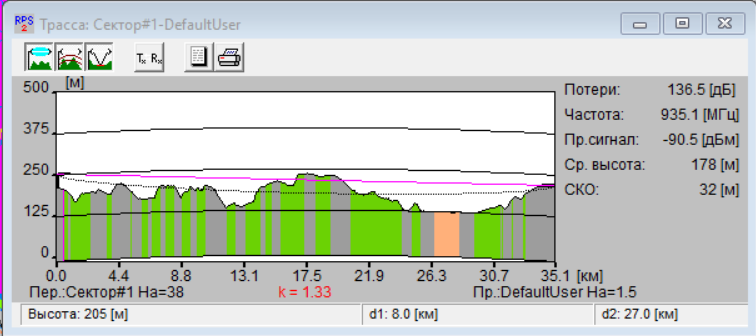 RPS 2 Трасса: Сектор#1-DefaultUser
Tx Rx
[м]
500
375
250
125
0
0.0 4.4 8.8 13.1 17.5 21.9 26.3 30.7 35.1 [км]
Пер.:Сектор#1 Ha=38 k = 1.33 Пр.:DefaultUser Ha=1.5
Потери: 136.5 [дБ]
Частота: 935.1 [МГц]
Пр.сигнал: -90.5 [дБм]
Ср. высота: 178 [м]
СКО: 32 [м]
Высота: 205 [м] d1: 8.0 [км] d2: 27.0 [км]